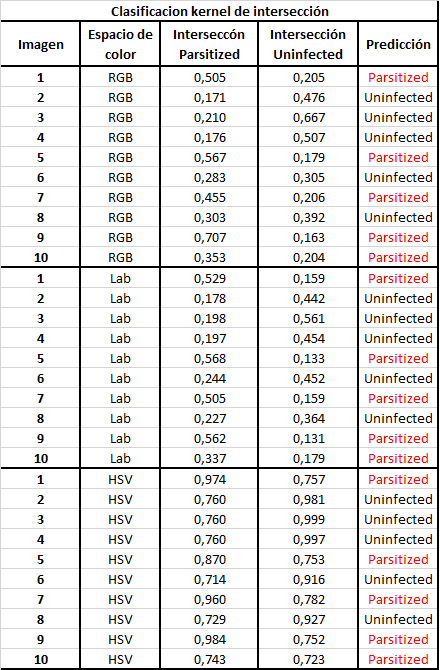 Clasificacion kernel de intersección
Imagen Espacio de color Interseccón Parsitized Intersección Uninfected Predicción
1 RGB 0,505 0,205 Parsitized
2 RGB 0,171 0,476 Uninfected
3 RGB 0,210 0,667 Uninfected
4 RGB 0,176 0,507 Uninfected
5 RGB 0,567 0,179 Parsitized
6 RGB 0,283 0,305 Uninfected
7 RGB 0,455 0,206 Parsitized
8 RGB 0,303 0,392 Uninfected
9 RGB 0,707 0,163 Parsitized
10 RGB 0,353 0,204 Parsitized
1 Lab 0,529 0,159 Parsitized
2 Lab 0,178 0,442 Uninfected
3 Lab 0,198 0,561 Uninfected
4 Lab 0,197 0,454 Uninfected
5 Lab 0,568 0,133 Parsitized
6 Lab 0,244 0,452 Uninfected
7 Lab 0,505 0,159 Parsitized
8 Lab 0,227 0,364 Uninfected
9 Lab 0,562 0,131 Parsitized
10 Lab 0,337 0,179 Parsitized
1 HSV 0,974 0,757 Parsitized
2 HSV 0,760 0,981 Uninfected
3 HSV 0,760 0,999 Uninfected
4 HSV 0,760 0,997 Uninfected
5 HSV 0,870 0,753 Parsitized
6 HSV 0,714 0,916 Uninfected
7 HSV 0,960 0,782 Parsitized
8 HSV 0,729 0,927 Uninfected
9 HSV 0,984 0,752 Parsitized
10 HSV 0,743 0,723 Parsitized